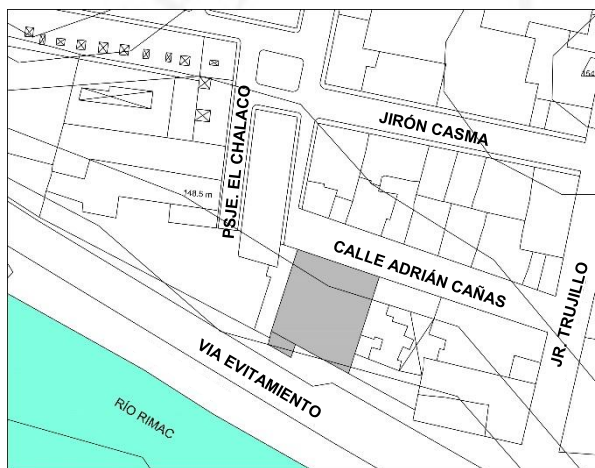 JIRÓN CASMA
PSJE. EL CHALACO
148.5 m
CALLE ADRIÁN CAÑAS
JR. TRUJILLO
VIA EVITAMIENTO
RÍO RIMAC